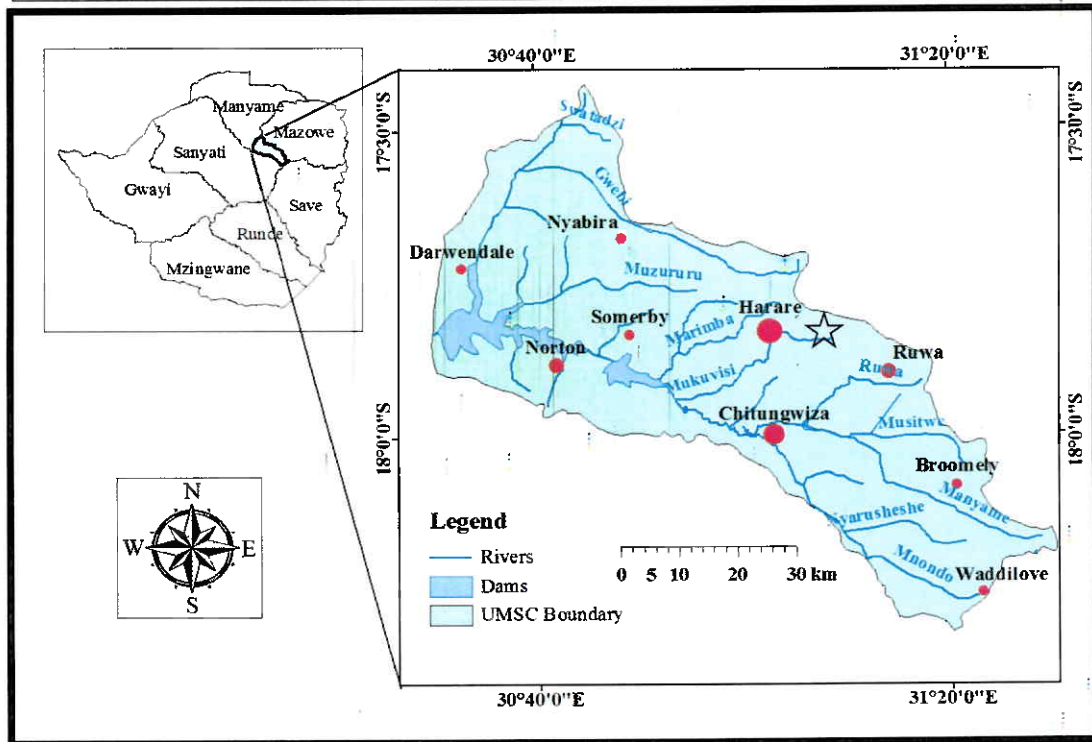 30°40'0"E
31°20'0"E
Manyame
Mazowe
Sanyati
Gwayi
Save
Runde
Mzingwane
17°30'0"S
17°30'0"S
Swatadzi
Gwebi
Nyabira
Darwendale
Muzururu
Harare
Somerby
Marimba
Norton
Ruwa
Ruwa
Mukuvisi
Chitungwiza
Musitwe
18°0'0"S
18°0'0"S
Broomely
Manyame
Nyarusheshe
Mnondo
Waddilove
N
W
E
S
Legend
Rivers
Dams
UMSC Boundary
0 5 10 20 30 km
30°40'0"E
31°20'0"E